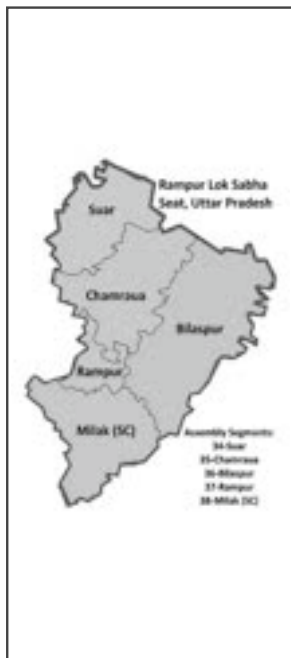 Rampur Lok Sabha
Seat, Uttar Pradesh
Suar
Chamraua
Bilaspur
Rampur
Milak (SC)
Assembly Segments:
34-Suar
35-Chamraua
36-Bilaspur
37-Rampur
38-Milak (SC)